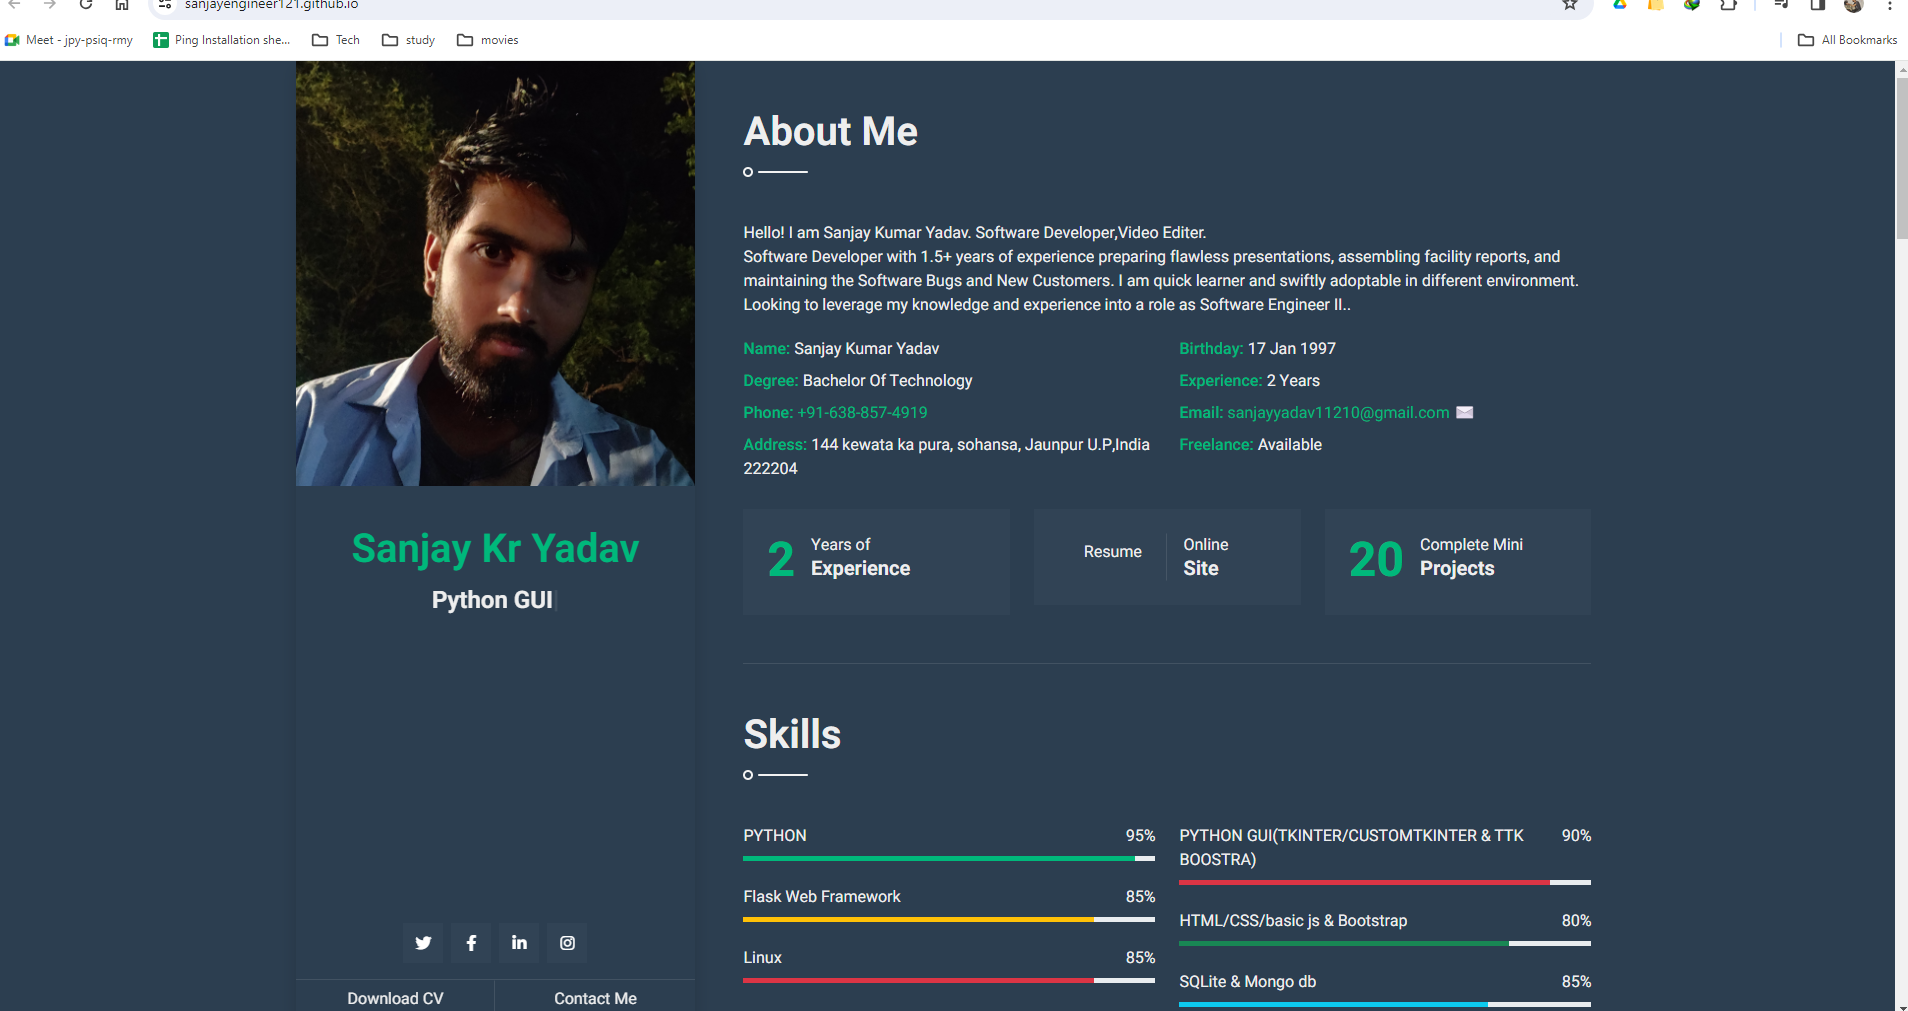 sanjayengineer121.github.io
Meet - jpy-psiq-rmy
Ping Installation she...
Tech
study
movies
All Bookmarks
Sanjay Kr Yadav
Python GUI
Download CV
Contact Me
About Me
Hello! I am Sanjay Kumar Yadav. Software Developer,Video Editer.
Software Developer with 1.5+ years of experience preparing flawless presentations, assembling facility reports, and
maintaining the Software Bugs and New Customers. I am quick learner and swiftly adoptable in different environment.
Looking to leverage my knowledge and experience into a role as Software Engineer II..
Name: Sanjay Kumar Yadav
Birthday: 17 Jan 1997
Degree: Bachelor Of Technology
Experience: 2 Years
Phone: +91-638-857-4919
Email: sanjayyadav11210@gmail.com
Address: 144 kewata ka pura, sohansa, Jaunpur U.P,India
222204
Freelance: Available
2
Years of
Experience
Resume
Online
Site
20
Complete Mini
Projects
Skills
PYTHON 95%
Flask Web Framework 85%
Linux 85%
PYTHON GUI(TKINTER/CUSTOMTKINTER & TTK 90%
BOOSTRA)
HTML/CSS/basic js & Bootstrap 80%
SQLite & Mongo db 85%